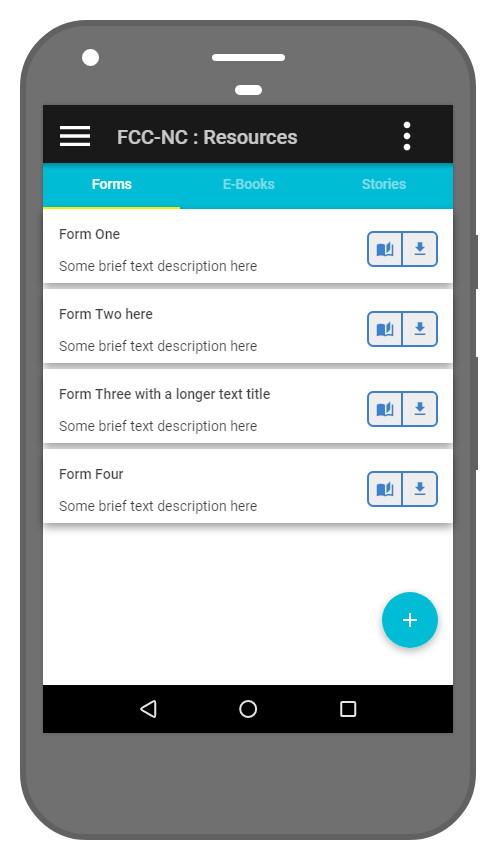 FCC-NC : Resources
Forms E-Books Stories
Form One
Some brief text description here
Form Two here
Some brief text description here
Form Three with a longer text title
Some brief text description here
Form Four
Some brief text description here